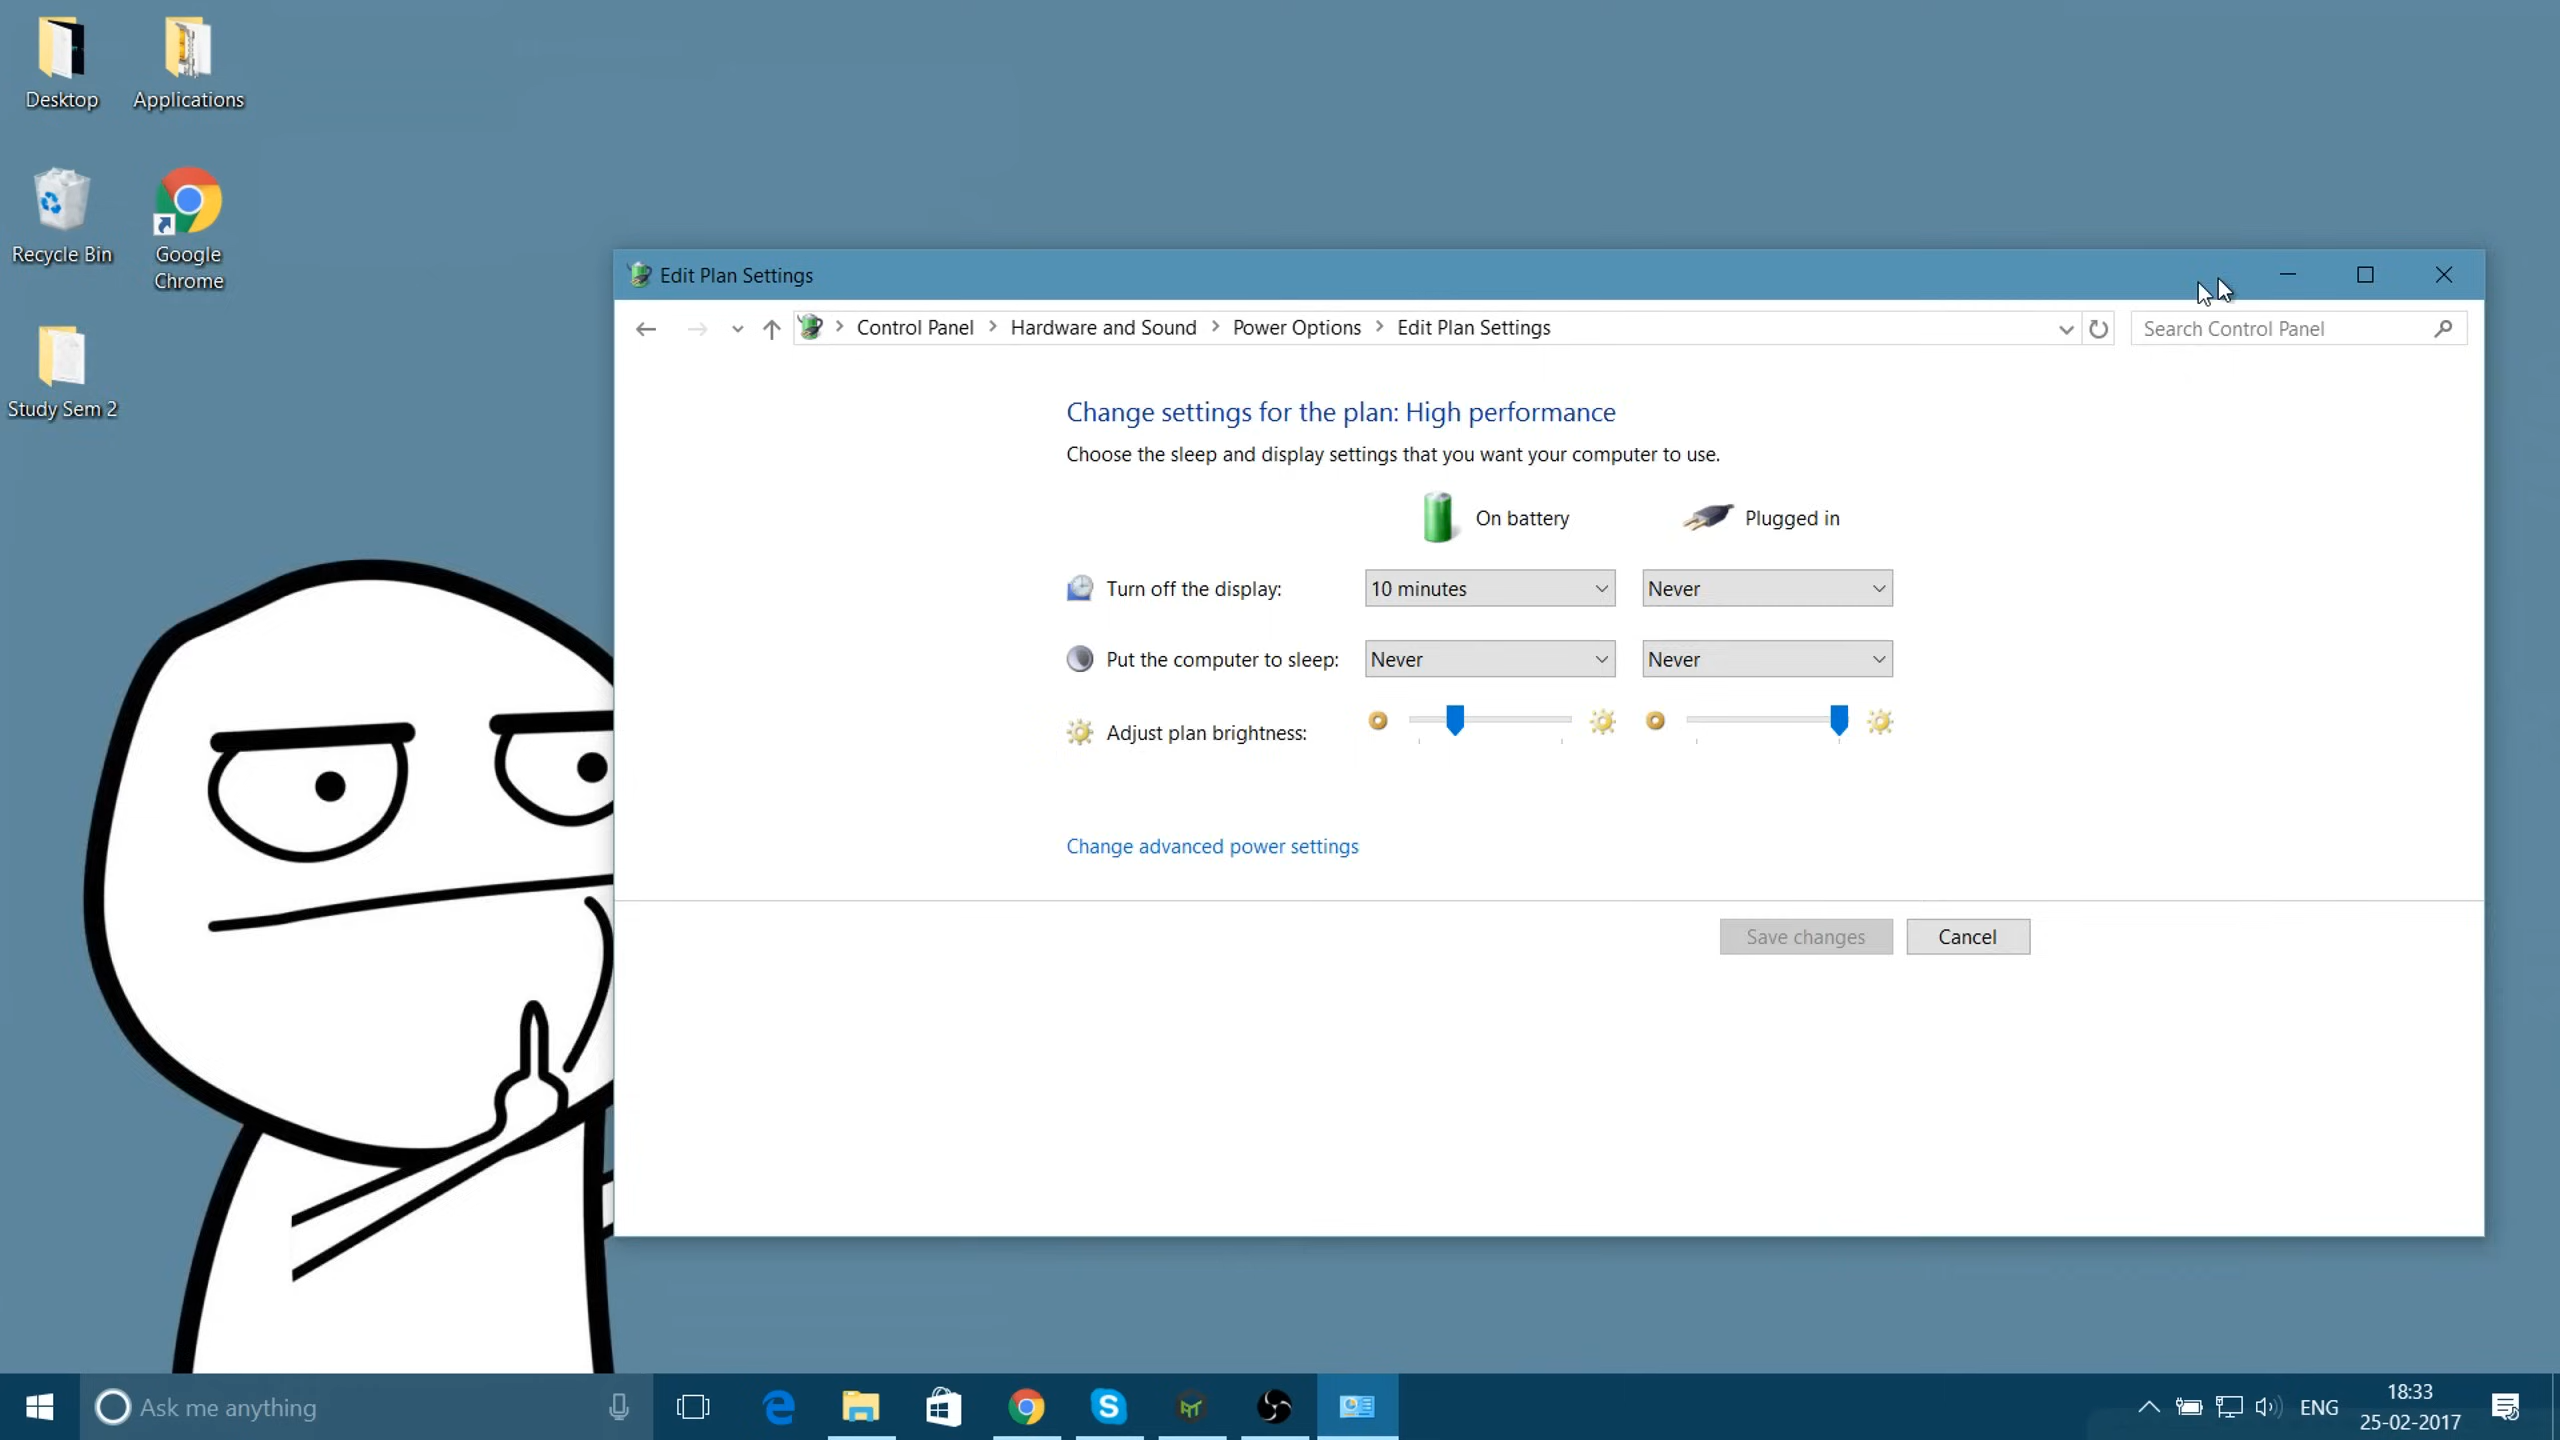 Desktop
Applications
Recycle Bin
Google
Chrome
Study Sem 2
Edit Plan Settings
Control Panel
Hardware and Sound
Power Options
Edit Plan Settings
Search Control Panel
Change settings for the plan: High performance
Choose the sleep and display settings that you want your computer to use.
On battery
Plugged in
Turn off the display:
10 minutes
Never
Put the computer to sleep:
Never
Never
Adjust plan brightness:
Change advanced power settings
Save changes
Cancel
Ask me anything
ENG
18:33
25-02-2017